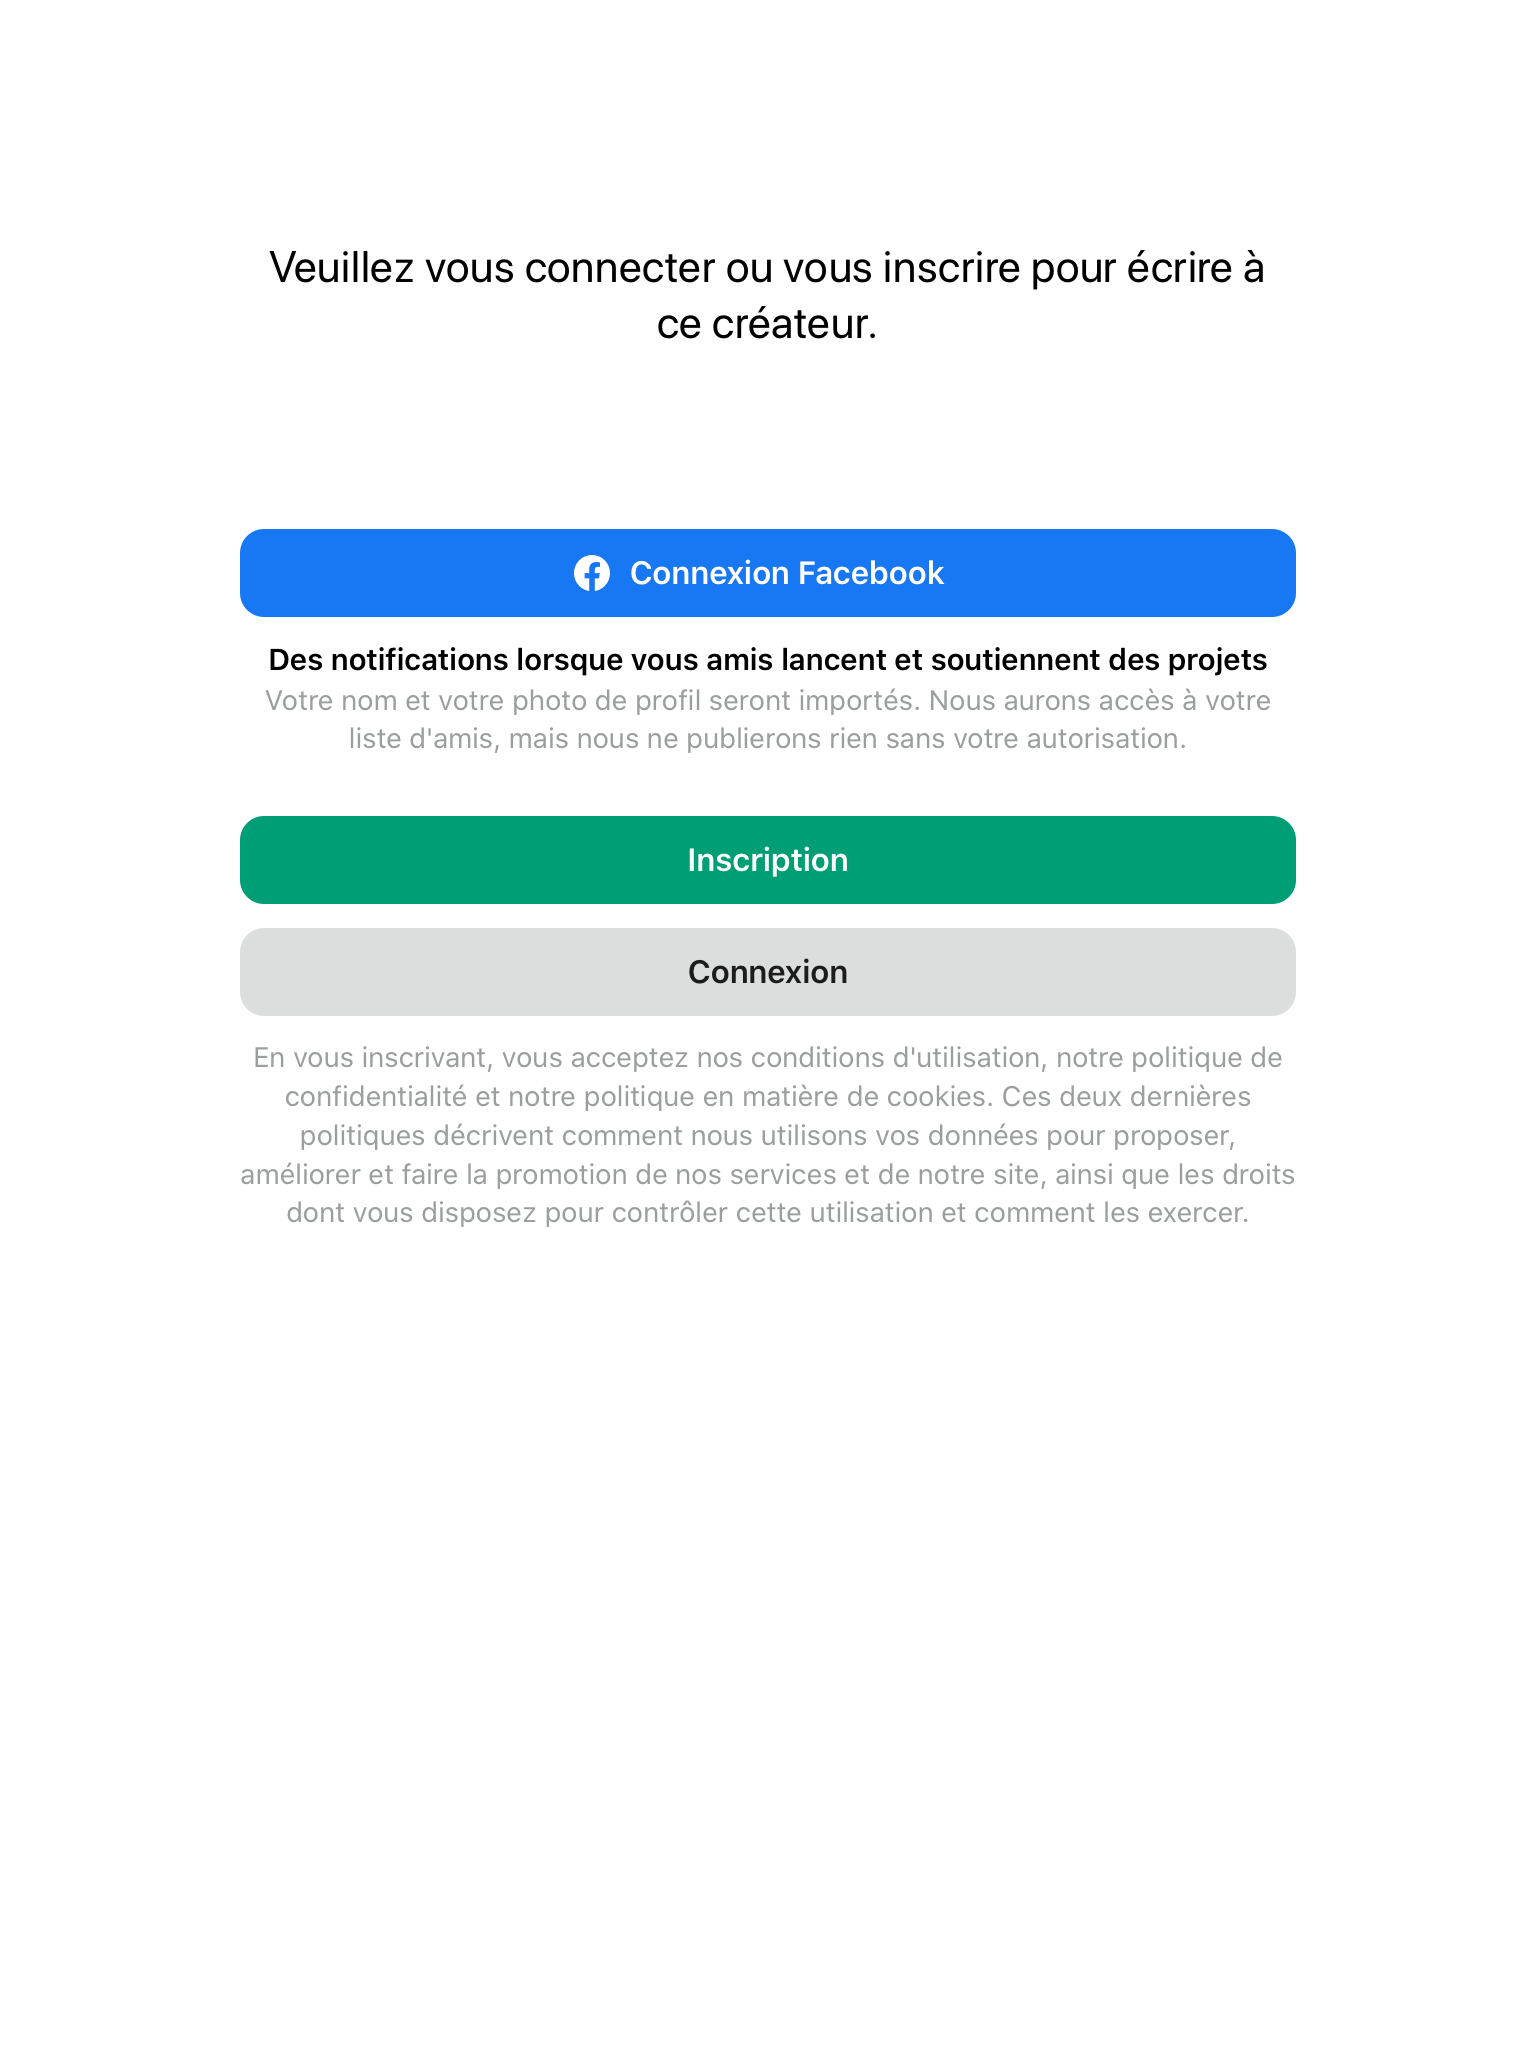 Veuillez vous connecter ou vous inscrire pour écrire à
ce créateur.
Connexion Facebook
Des notifications lorsque vous amis lancent et soutiennent des projets
Votre nom et votre photo de profil seront importés. Nous aurons accès à votre
liste d'amis, mais nous ne publierons rien sans votre autorisation.
Inscription
Connexion
En vous inscrivant, vous acceptez nos conditions d'utilisation, notre politique de
confidentialité et notre politique en matière de cookies. Ces deux dernières
politiques décrivent comment nous utilisons vos données pour proposer,
améliorer et faire la promotion de nos services et de notre site, ainsi que les droits
dont vous disposez pour contrôler cette utilisation et comment les exercer.